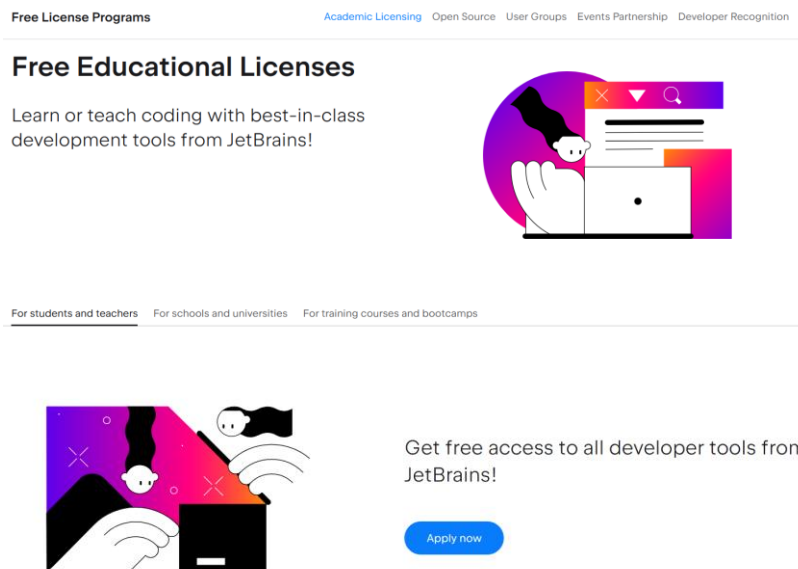 Free License Programs
Academic Licensing Open Source User Groups Events Partnership Developer Recognition
Free Educational Licenses
Learn or teach coding with best-in-class
development tools from JetBrains!
For students and teachers For schools and universities For training courses and bootcamps
Get free access to all developer tools from
JetBrains!
Apply now